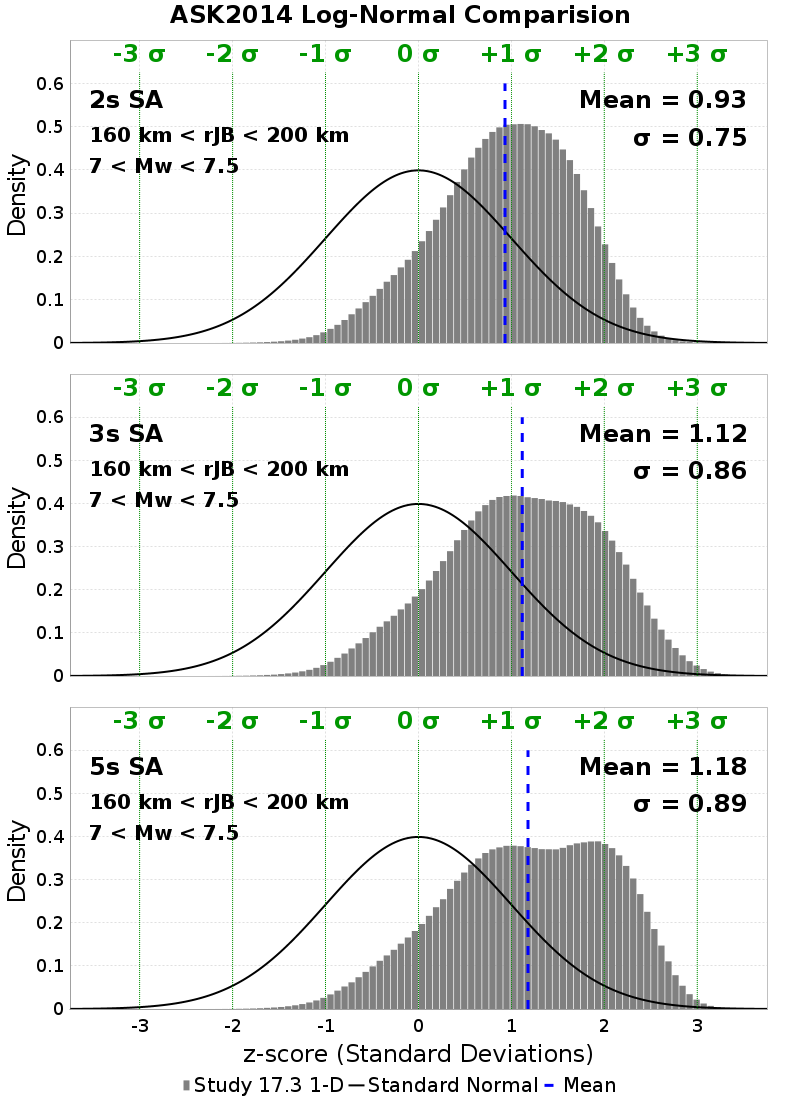 ASK2014 Log-Normal Comparision
-3 σ -2 σ -1 σ 0 σ +1 σ +2 σ +3 σ
2s SA
Mean = 0.93
160 km < rJB < 200 km
σ = 0.75
7 < Mw < 7.5
Density
0.6
0.5
0.4
0.3
0.2
0.1
0
-3 σ -2 σ -1 σ 0 σ +1 σ +2 σ +3 σ
3s SA
Mean = 1.12
160 km < rJB < 200 km
σ = 0.86
7 < Mw < 7.5
Density
0.6
0.5
0.4
0.3
0.2
0.1
0
-3 σ -2 σ -1 σ 0 σ +1 σ +2 σ +3 σ
5s SA
Mean = 1.18
160 km < rJB < 200 km
σ = 0.89
7 < Mw < 7.5
Density
0.6
0.5
0.4
0.3
0.2
0.1
0
-3 -2 -1 0 1 2 3
z-score (Standard Deviations)
Study 17.3 1-D Standard Normal Mean